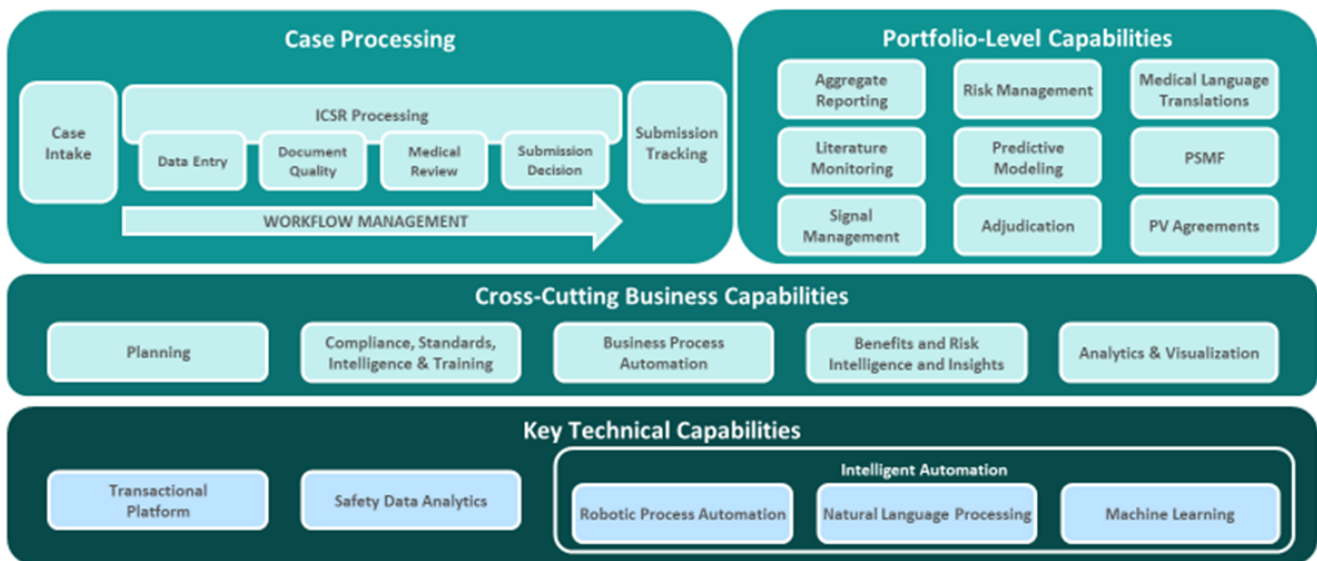 Case Processing
Case
Intake
ICSR Processing
Data Entry
Document
Quality
Medical
Review
Submission
Decision
WORKFLOW MANAGEMENT
Submission
Tracking
Portfolio-Level Capabilities
Aggregate
Reporting
Risk Management
Medical Language
Translations
Literature
Monitoring
Predictive
Modeling
PSMF
Signal
Management
Adjudication
PV Agreements
Cross-Cutting Business Capabilities
Planning
Compliance, Standards,
Intelligence & Training
Business Process
Automation
Benefits and Risk
Intelligence and Insights
Analytics & Visualization
Key Technical Capabilities
Transactional
Platform
Safety Data Analytics
Intelligent Automation
Robotic Process Automation
Natural Language Processing
Machine Learning